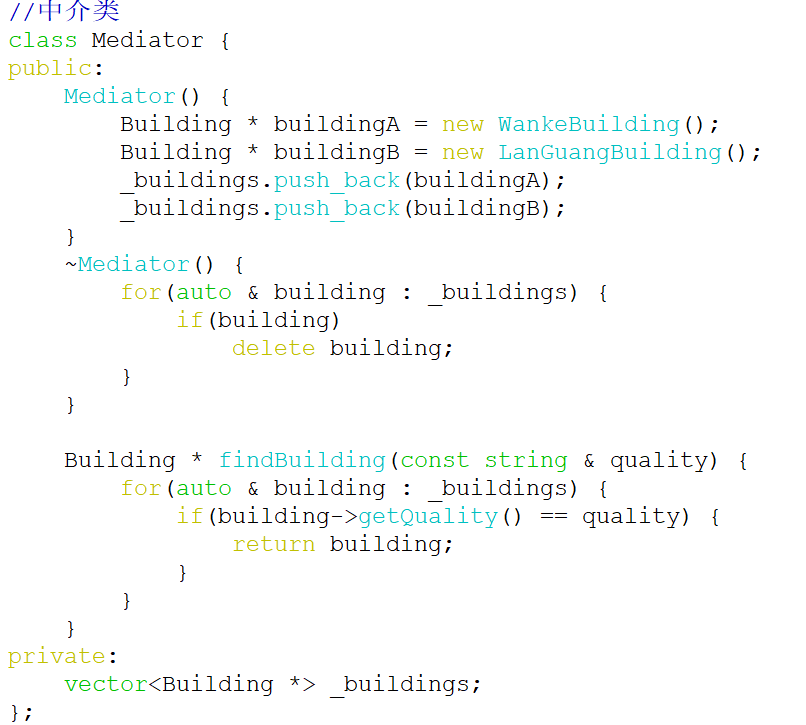 //中介类
class Mediator {
public:
    Mediator() {
        Building * buildingA = new WankeBuilding();
        Building * buildingB = new LanGuangBuilding();
        _buildings.push_back(buildingA);
        _buildings.push_back(buildingB);
    }
    ~Mediator() {
        for(auto & building : _buildings) {
            if(building)
                delete building;
        }
    }

    Building * findBuilding(const string & quality) {
        for(auto & building : _buildings) {
            if(building->getQuality() == quality) {
                return building;
            }
        }
    }
private:
    vector<Building *> _buildings;
};